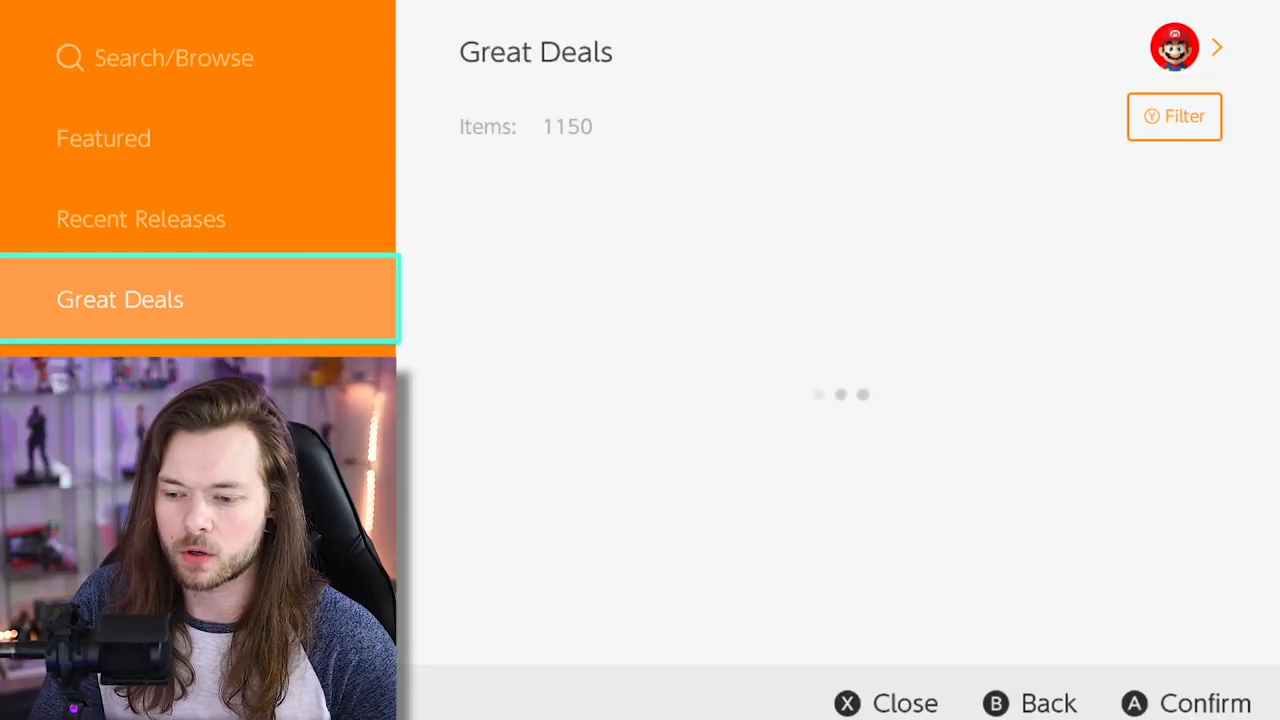 Search/Browse
Featured
Recent Releases
Great Deals
Great Deals
Items: 1150
Y Filter
X Close B Back A Confirm